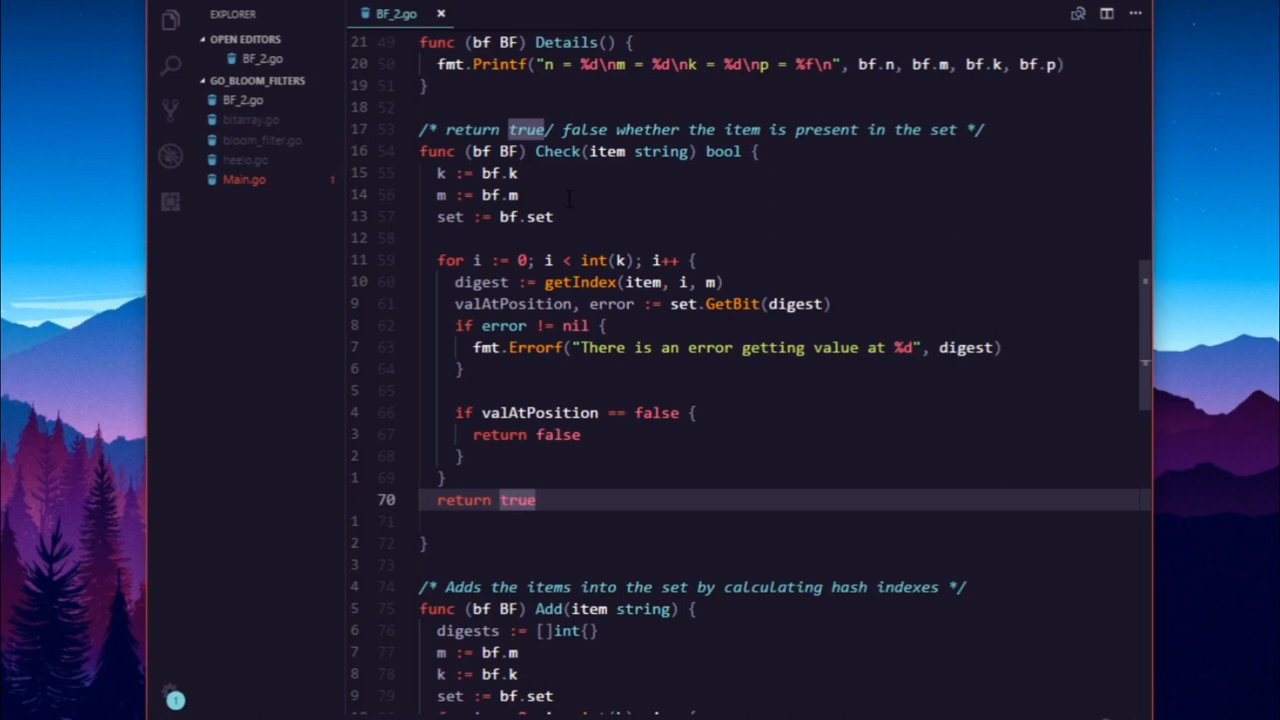 EXPLORER
OPEN EDITORS
BF_2.go
GO_BLOOM_FILTERS
BF_2.go
bitarray.go
bloom_filter.go
heelo.go
Main.go 1
1
BF_2.go ×
21 49 func (bf BF) Details() {
20 50 fmt.Printf("n = %d\nm = %d\nk = %d\np = %f\n", bf.n, bf.m, bf.k, bf.p)
19 51 }
18 52
17 53 /* return true/ false whether the item is present in the set */
16 54 func (bf BF) Check(item string) bool {
15 55 k := bf.k
14 56 m := bf.m
13 57 set := bf.set
12 58
11 59 for i := 0; i < int(k); i++ {
10 60 digest := getIndex(item, i, m)
9 61 valAtPosition, error := set.GetBit(digest)
8 62 if error != nil {
7 63 fmt.Errorf("There is an error getting value at %d", digest)
6 64 }
5 65
4 66 if valAtPosition == false {
3 67 return false
2 68 }
1 69 }
70 return true
1 71
2 72 }
3 73
4 74 /* Adds the items into the set by calculating hash indexes */
5 75 func (bf BF) Add(item string) {
6 76 digests := []int{}
7 77 m := bf.m
8 78 k := bf.k
9 79 set := bf.set